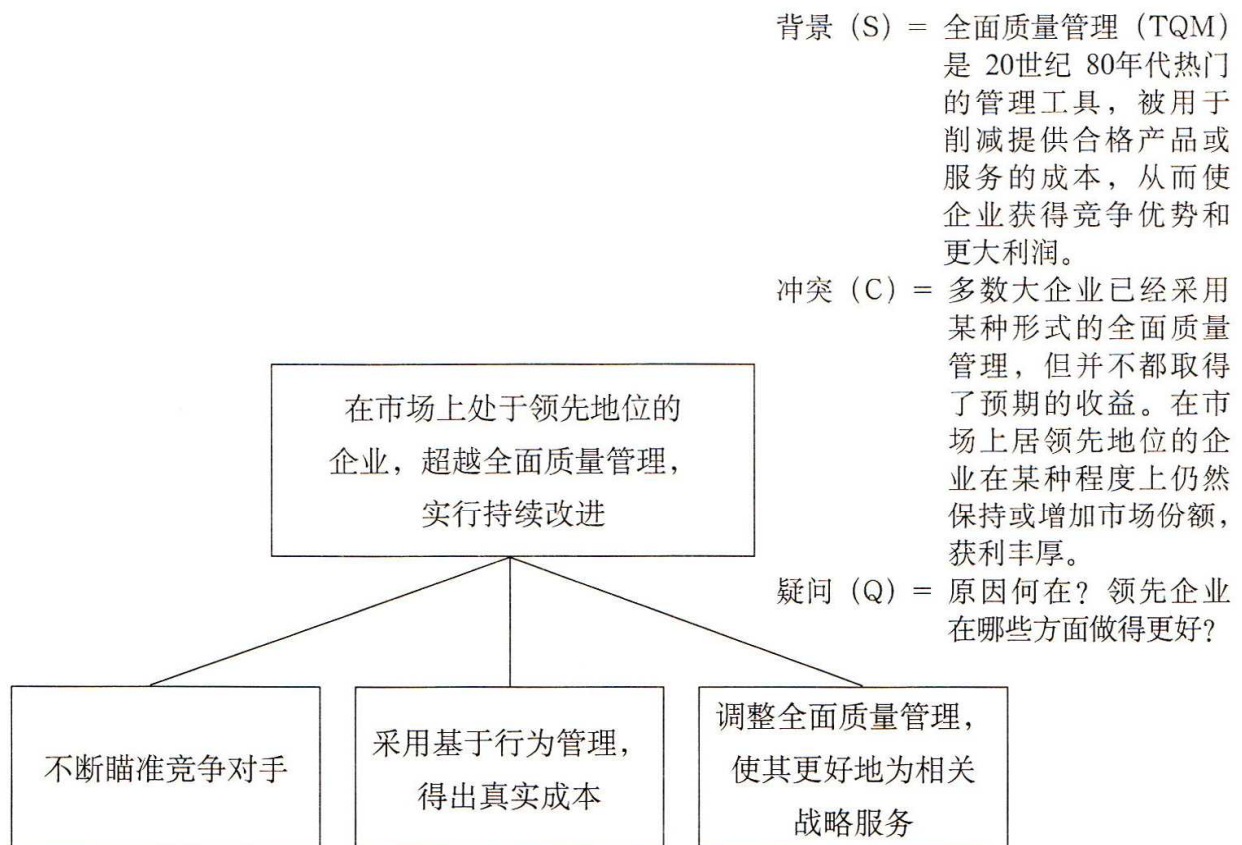 背景（S）= 全面质量管理（TQM）
是 20世纪 80年代热门
的管理工具，被用于
削减提供合格产品或
服务的成本，从而使
企业获得竞争优势和
更大利润。
冲突（C）= 多数大企业已经采用
某种形式的全面质量
管理，但并不都取得
了预期的收益。在市
场上居领先地位的企
业在某种程度上仍然
保持或增加市场份额，
获利丰厚。
疑问（Q）= 原因何在？领先企业
在哪些方面做得更好？
在市场上处于领先地位的
企业，超越全面质量管理，
实行持续改进
不断瞄准竞争对手
采用基于行为管理，
得出真实成本
调整全面质量管理，
使其更好地为相关
战略服务